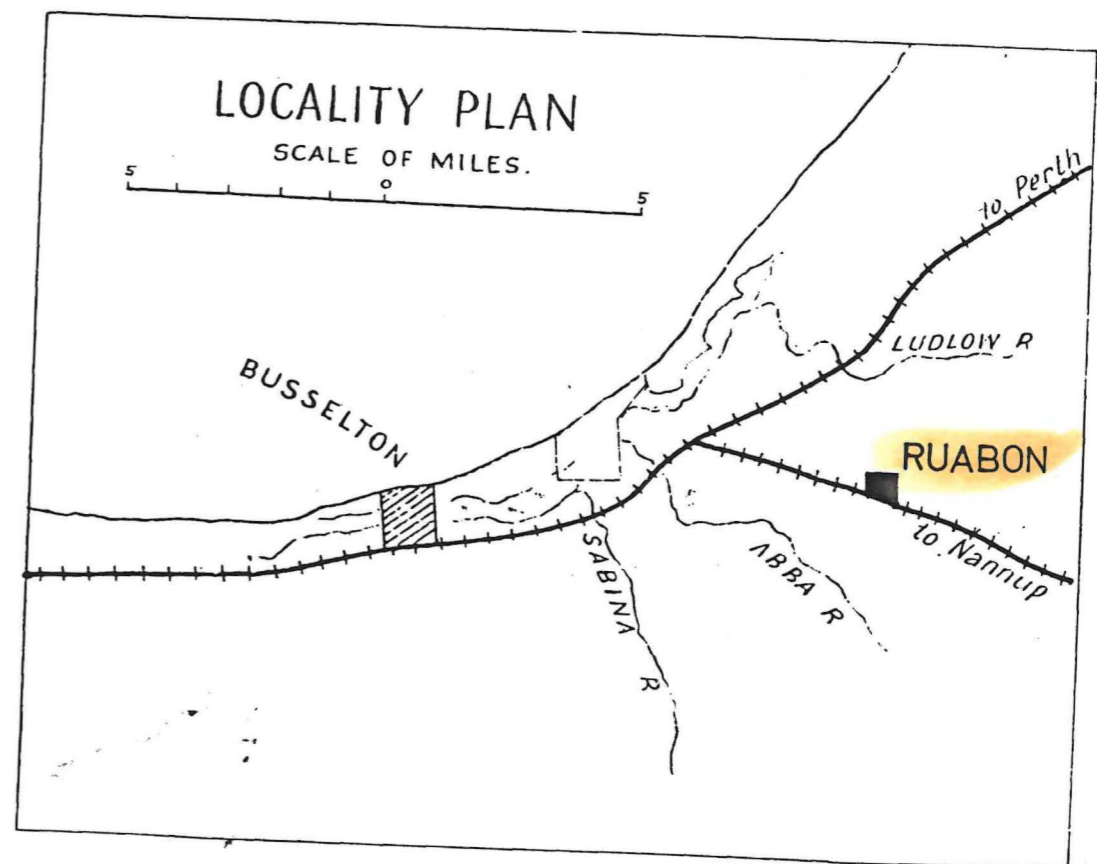 LOCALITY PLAN
SCALE OF MILES.
5 0 5
to Perth
LUDLOW R
BUSSELTON
RUABON
to Nannup
ABBA R
SABINA R